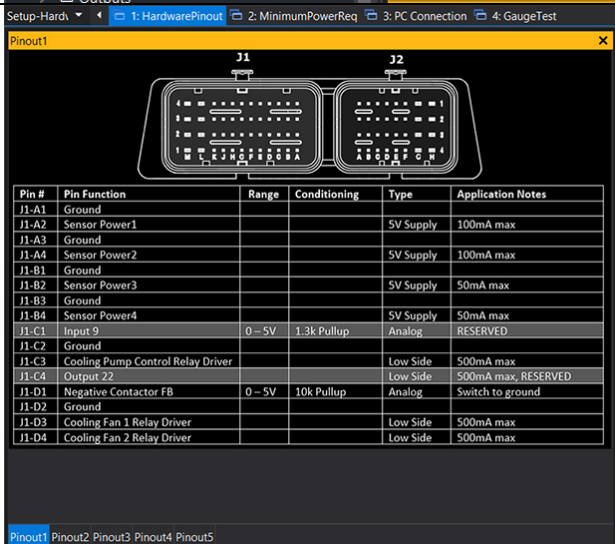 Outputs
Setup-Hardv 1: HardwarePinout 2: MinimumPowerReq 3: PC Connection 4: GaugeTest
Pinout1
J1 J2
4 1
3
2
1 4
M L K J H G F E D C B A A B C D E F G H
Pin # Pin Function Range Conditioning Type Application Notes
J1-A1 Ground
J1-A2 Sensor Power1 5V Supply 100mA max
J1-A3 Ground
J1-A4 Sensor Power2 5V Supply 100mA max
J1-B1 Ground
J1-B2 Sensor Power3 5V Supply 50mA max
J1-B3 Ground
J1-B4 Sensor Power4 5V Supply 50mA max
J1-C1 Input 9 0 – 5V 1.3k Pullup Analog RESERVED
J1-C2 Ground
J1-C3 Cooling Pump Control Relay Driver Low Side 500mA max
J1-C4 Output 22 Low Side 500mA max, RESERVED
J1-D1 Negative Contactor FB 0 – 5V 10k Pullup Analog Switch to ground
J1-D2 Ground
J1-D3 Cooling Fan 1 Relay Driver Low Side 500mA max
J1-D4 Cooling Fan 2 Relay Driver Low Side 500mA max
Pinout1 Pinout2 Pinout3 Pinout4 Pinout5